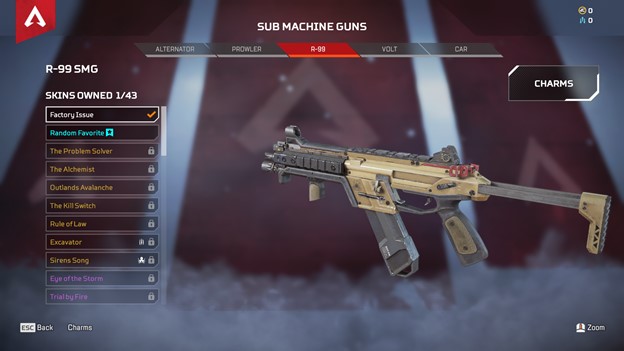 SUB MACHINE GUNS
0
0
ALTERNATOR PROWLER R-99 VOLT CAR
R-99 SMG
CHARMS
SKINS OWNED 1/43
Factory Issue
Random Favorite
The Problem Solver
The Alchemist
Outlands Avalanche
The Kill Switch
Rule of Law
Excavator
Sirens Song
Eye of the Storm
Trial by Fire
ESC Back Charms
Zoom